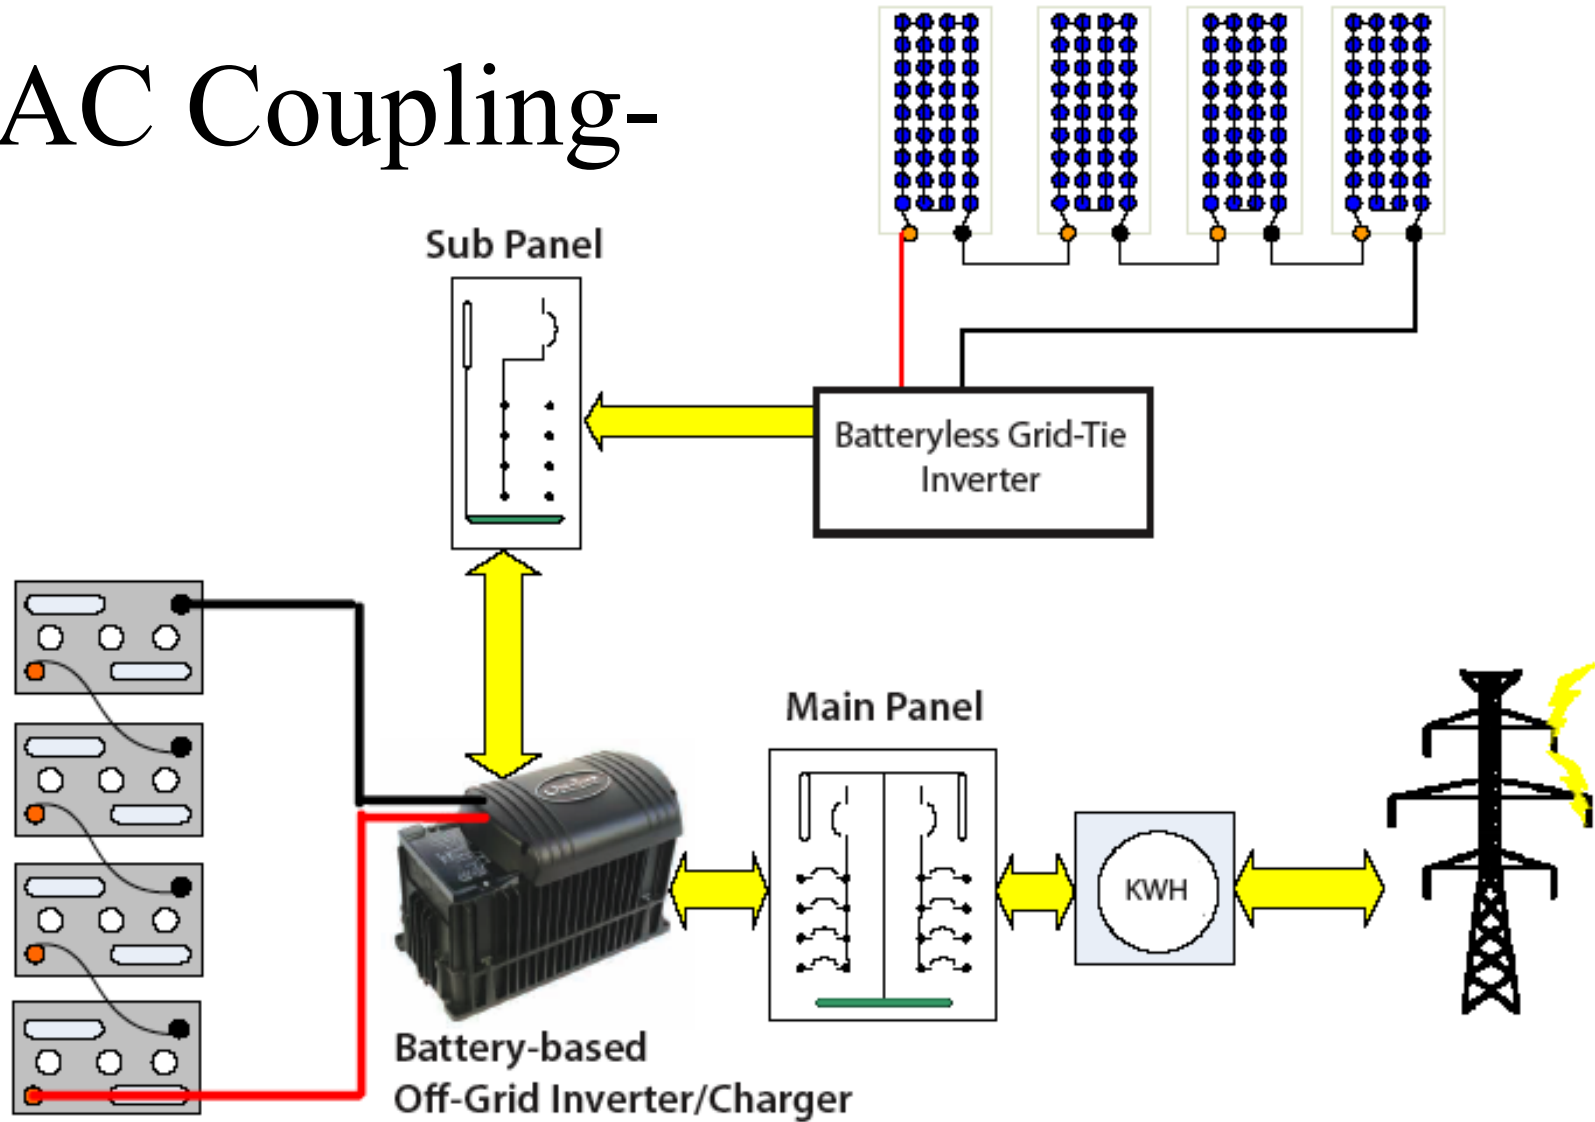 AC Coupling-
Sub Panel
Batteryless Grid-Tie
Inverter
Main Panel
KWH
Battery-based
Off-Grid Inverter/Charger